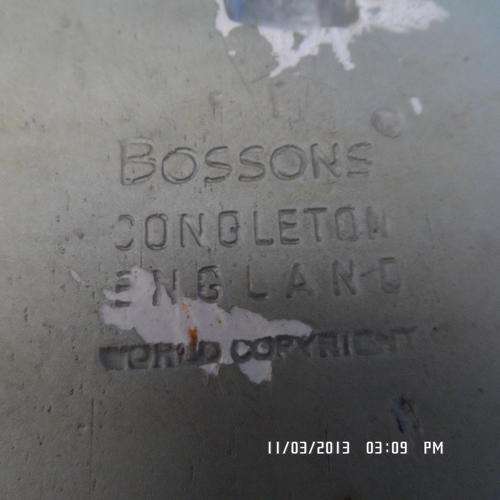 BOSSONS
CONGLETON
ENGLAND
WORLD COPYRIGHT
11/03/2013 03:09 PM